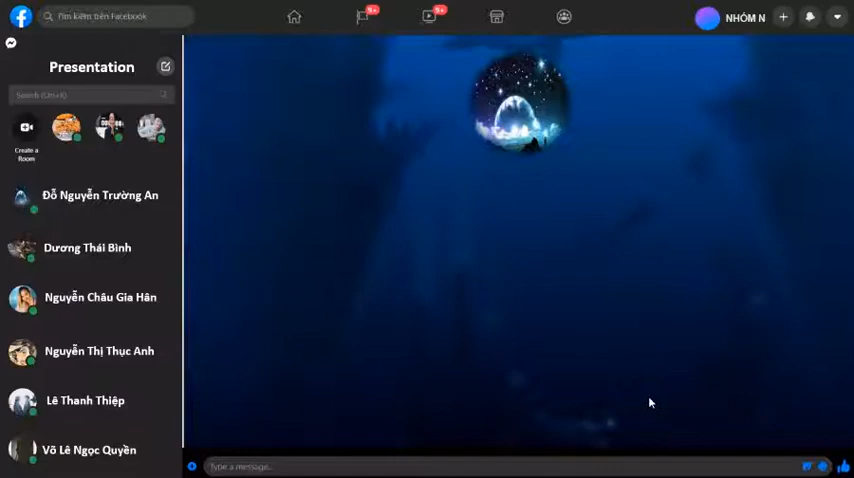 f
Tìm kiếm trên Facebook
9+
9+
NHÓM N
Presentation
Search (Ctrl+K)
Create a
Room
Đỗ Nguyễn Trường An
Dương Thái Bình
Nguyễn Châu Gia Hân
Nguyễn Thị Thục Anh
Lê Thanh Thiệp
Võ Lê Ngọc Quyền
Type a message...